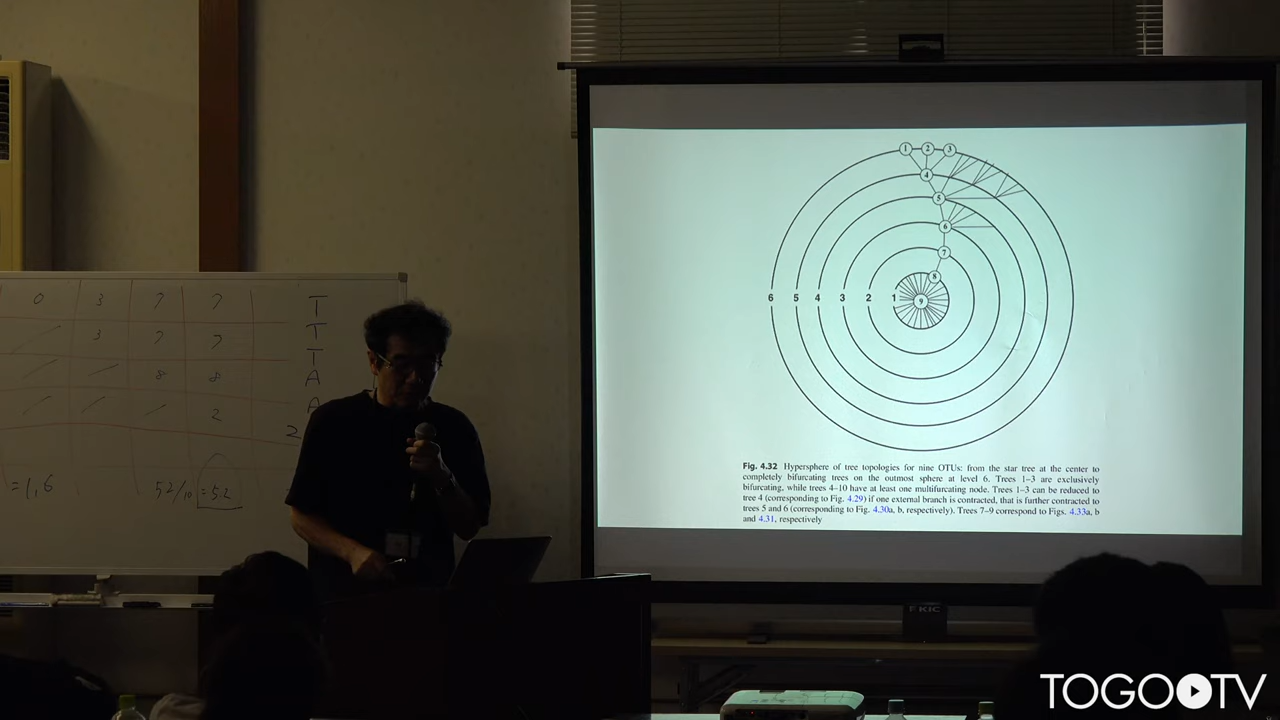 0 3 7 7 T
3 7 7 T
8 8 T
2 A
2
=1,6
52/10 =5.2
1 2 3
4
5
6
7
8
6 5 4 3 2 1 9
Fig. 4.32 Hypersphere of tree topologies for nine OTUs: from the star tree at the center to
completely bifurcating trees on the outmost sphere at level 6. Trees 1–3 are exclusively
bifurcating, while trees 4–10 have at least one multifurcating node. Trees 1–3 can be reduced to
tree 4 (corresponding to Fig. 4.29) if one external branch is contracted, that is further contracted to
trees 5 and 6 (corresponding to Fig. 4.30a, b, respectively). Trees 7–9 correspond to Figs. 4.33a, b
and 4.31, respectively
KIC
TOGO TV